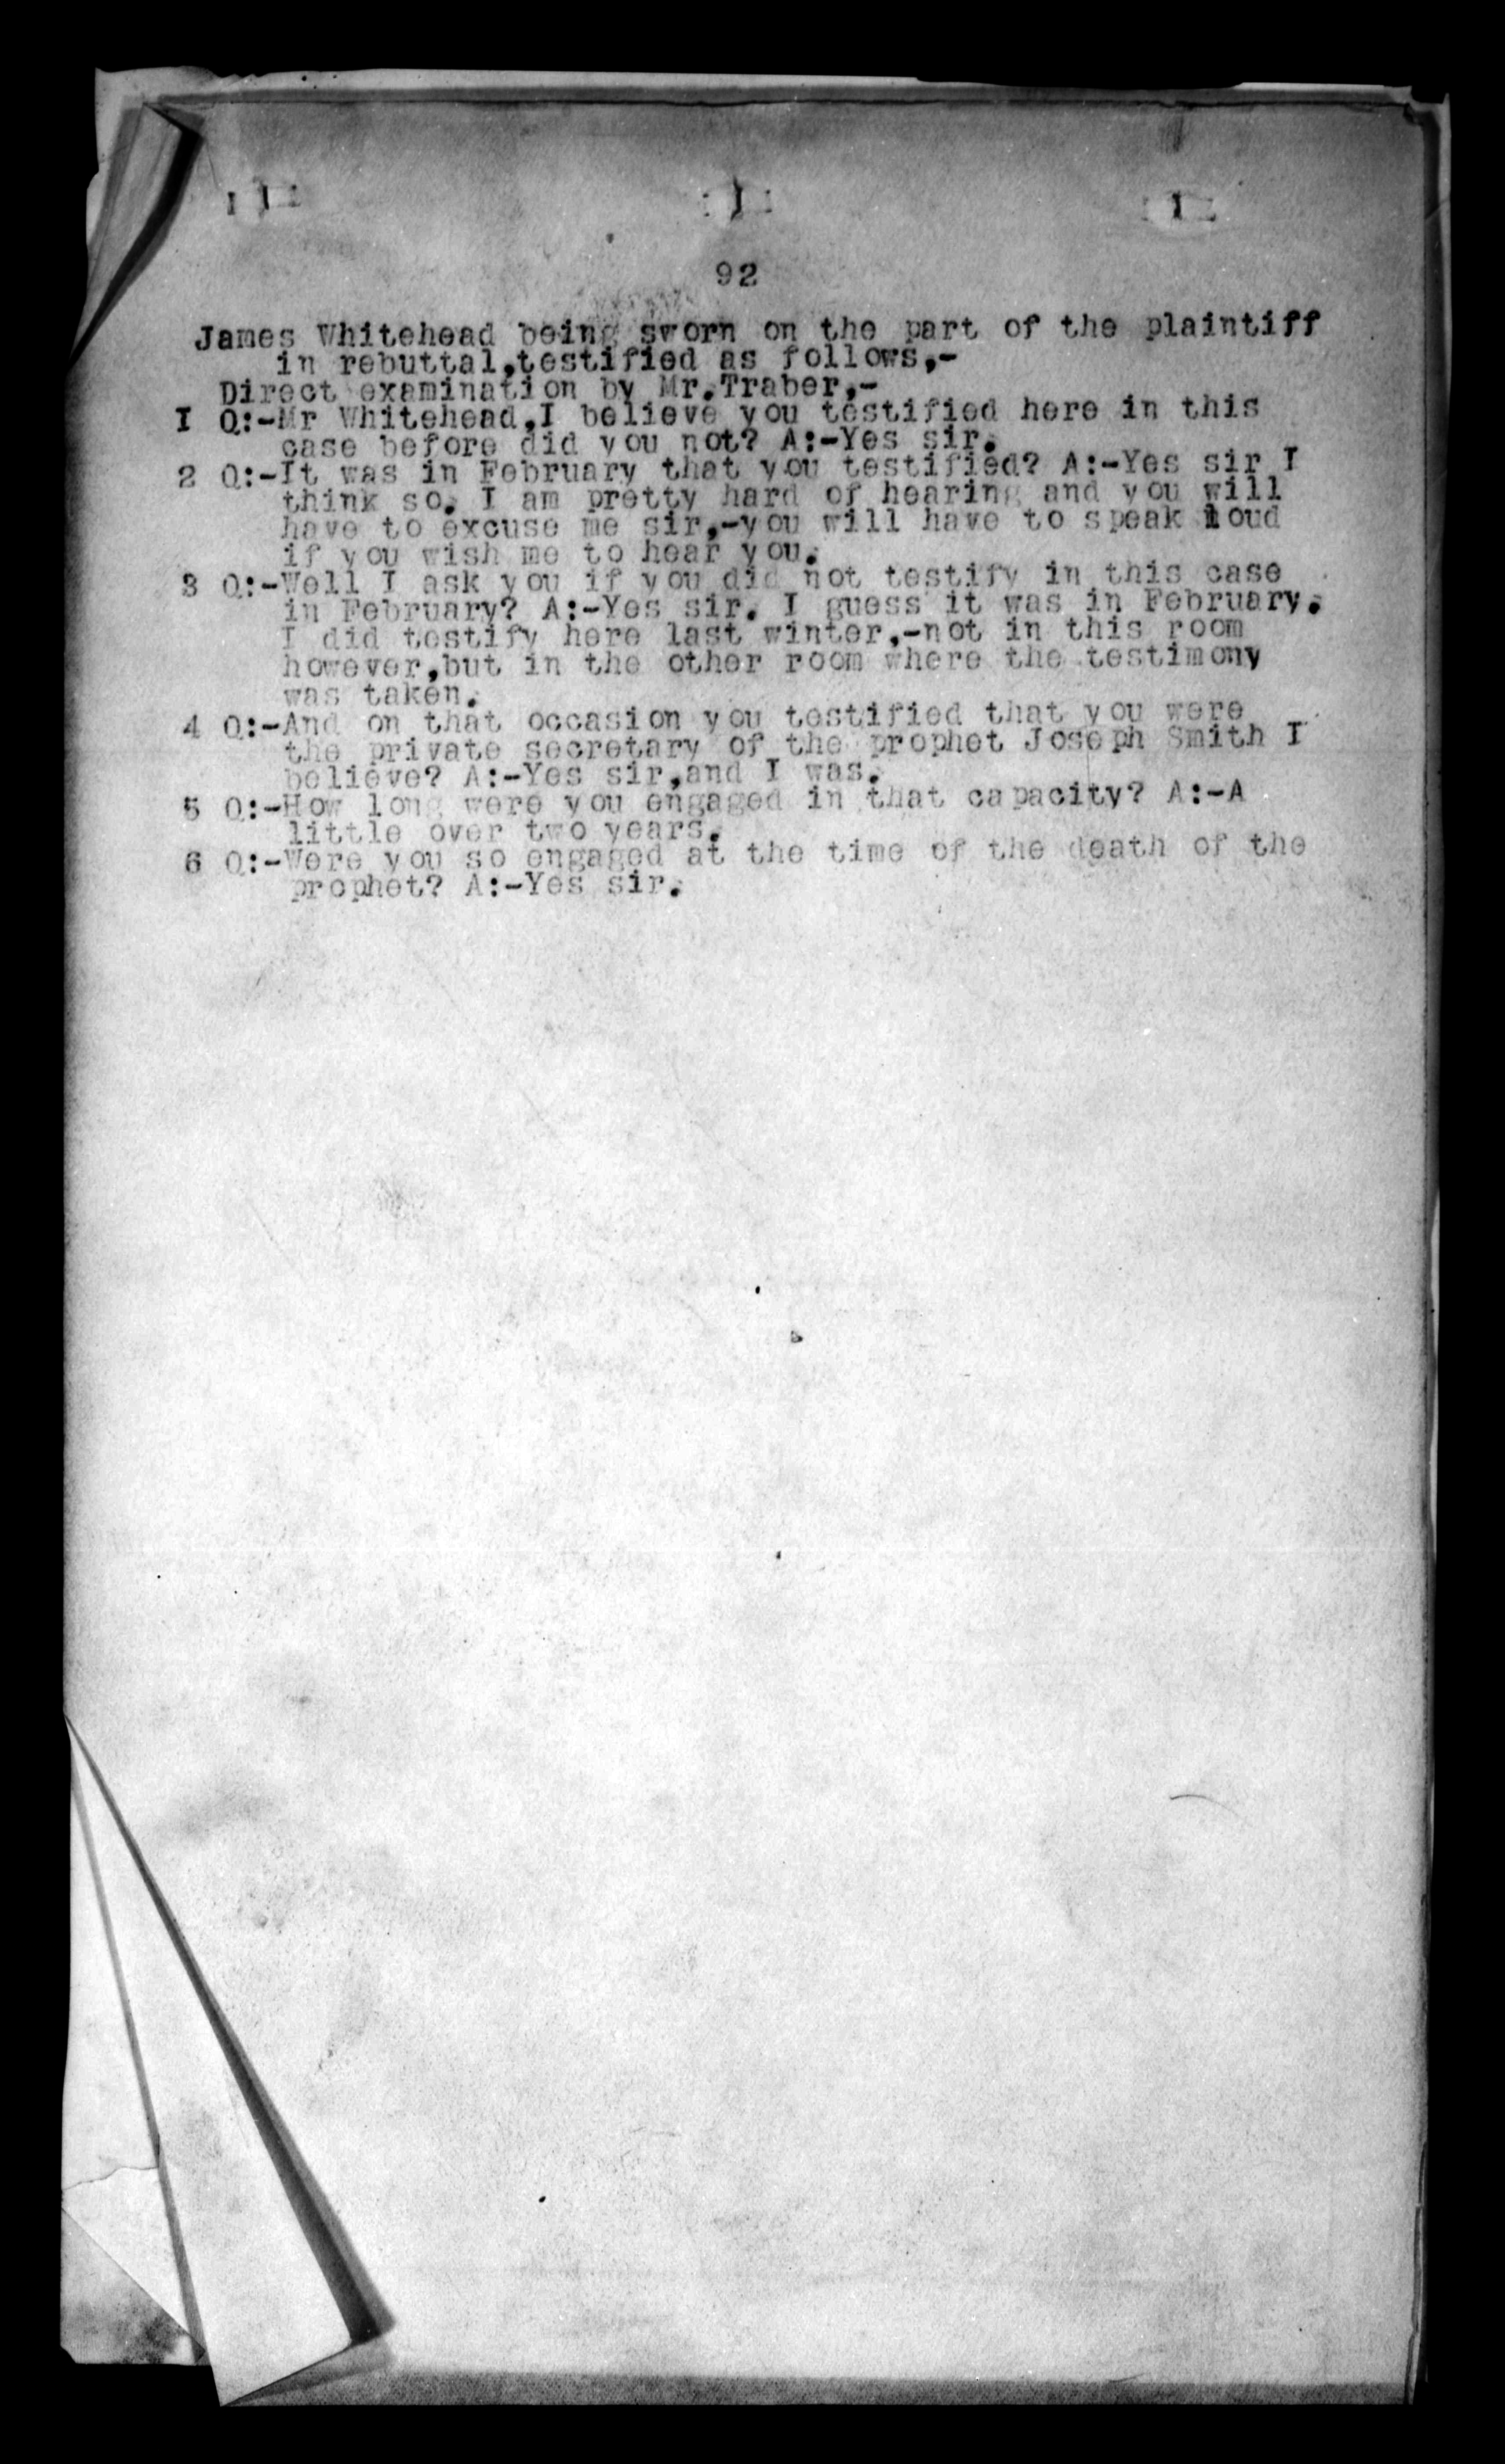 92
James Whitehead being sworn on the part of the plaintiff
in rebuttal,testified as follows,-
Direct examination by Mr.Traber,-
I Q:-Mr Whitehead,I believe you testified here in this
case before did you not? A:-Yes sir.
2 Q:-It was in February that you testified? A:-Yes sir I
think so. I am pretty hard of hearing and you will
have to excuse me sir,-you will have to speak loud
if you wish me to hear you.
3 Q:-Well I ask you if you did not testify in this case
in February? A:-Yes sir. I guess it was in February.
I did testify here last winter,-not in this room
however,but in the other room where the testimony
was taken.
4 Q:-And on that occasion you testified that you were
the private secretary of the prophet Joseph Smith I
believe? A:-Yes sir,and I was.
5 Q:-How long were you engaged in that capacity? A:-A
little over two years.
6 Q:-Were you so engaged at the time of the death of the
prophet? A:-Yes sir.